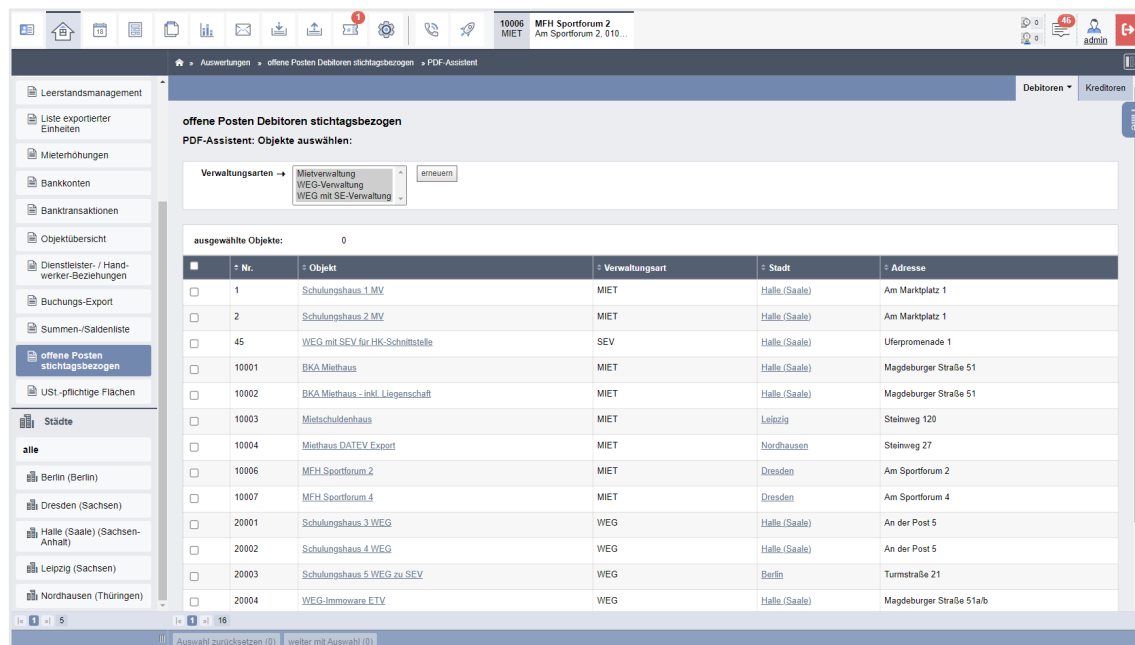 18
1
10006 MFH Sportforum 2
MIET Am Sportforum 2, 010...
0
0
46
admin
» Auswertungen » offene Posten Debitoren stichtagsbezogen » PDF-Assistent
Debitoren
Kreditoren
Leerstandsmanagement
Liste exportierter
Einheiten
Mieterhöhungen
Bankkonten
Banktransaktionen
Objektübersicht
Dienstleister- / Hand-
werker-Beziehungen
Buchungs-Export
Summen-/Saldenliste
offene Posten
stichtagsbezogen
USt.-pflichtige Flächen
Städte
alle
Berlin (Berlin)
Dresden (Sachsen)
Halle (Saale) (Sachsen-
Anhalt)
Leipzig (Sachsen)
Nordhausen (Thüringen)
1 5
offene Posten Debitoren stichtagsbezogen
PDF-Assistent: Objekte auswählen:
Verwaltungsarten → Mietverwaltung
WEG-Verwaltung
WEG mit SE-Verwaltung
erneuern
ausgewählte Objekte: 0
Nr. Objekt Verwaltungsart Stadt Adresse
1 Schulungshaus 1 MV MIET Halle (Saale) Am Marktplatz 1
2 Schulungshaus 2 MV MIET Halle (Saale) Am Marktplatz 1
45 WEG mit SEV für HK-Schnittstelle SEV Halle (Saale) Uferpromenade 1
10001 BKA Miethaus MIET Halle (Saale) Magdeburger Straße 51
10002 BKA Miethaus - inkl. Liegenschaft MIET Halle (Saale) Magdeburger Straße 51
10003 Mietschuldenhaus MIET Leipzig Steinweg 120
10004 Miethaus DATEV Export MIET Nordhausen Steinweg 27
10006 MFH Sportforum 2 MIET Dresden Am Sportforum 2
10007 MFH Sportforum 4 MIET Dresden Am Sportforum 4
20001 Schulungshaus 3 WEG WEG Halle (Saale) An der Post 5
20002 Schulungshaus 4 WEG WEG Halle (Saale) An der Post 5
20003 Schulungshaus 5 WEG zu SEV WEG Berlin Turmstraße 21
20004 WEG-Immoware ETV WEG Halle (Saale) Magdeburger Straße 51a/b
1 16
Auswahl zurücksetzen (0) weiter mit Auswahl (0)